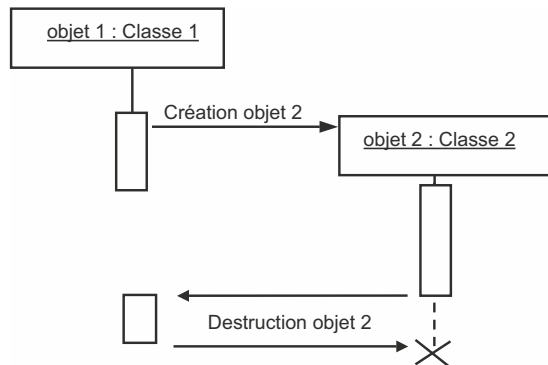 objet 1 : Classe 1
Création objet 2
objet 2 : Classe 2
Destruction objet 2